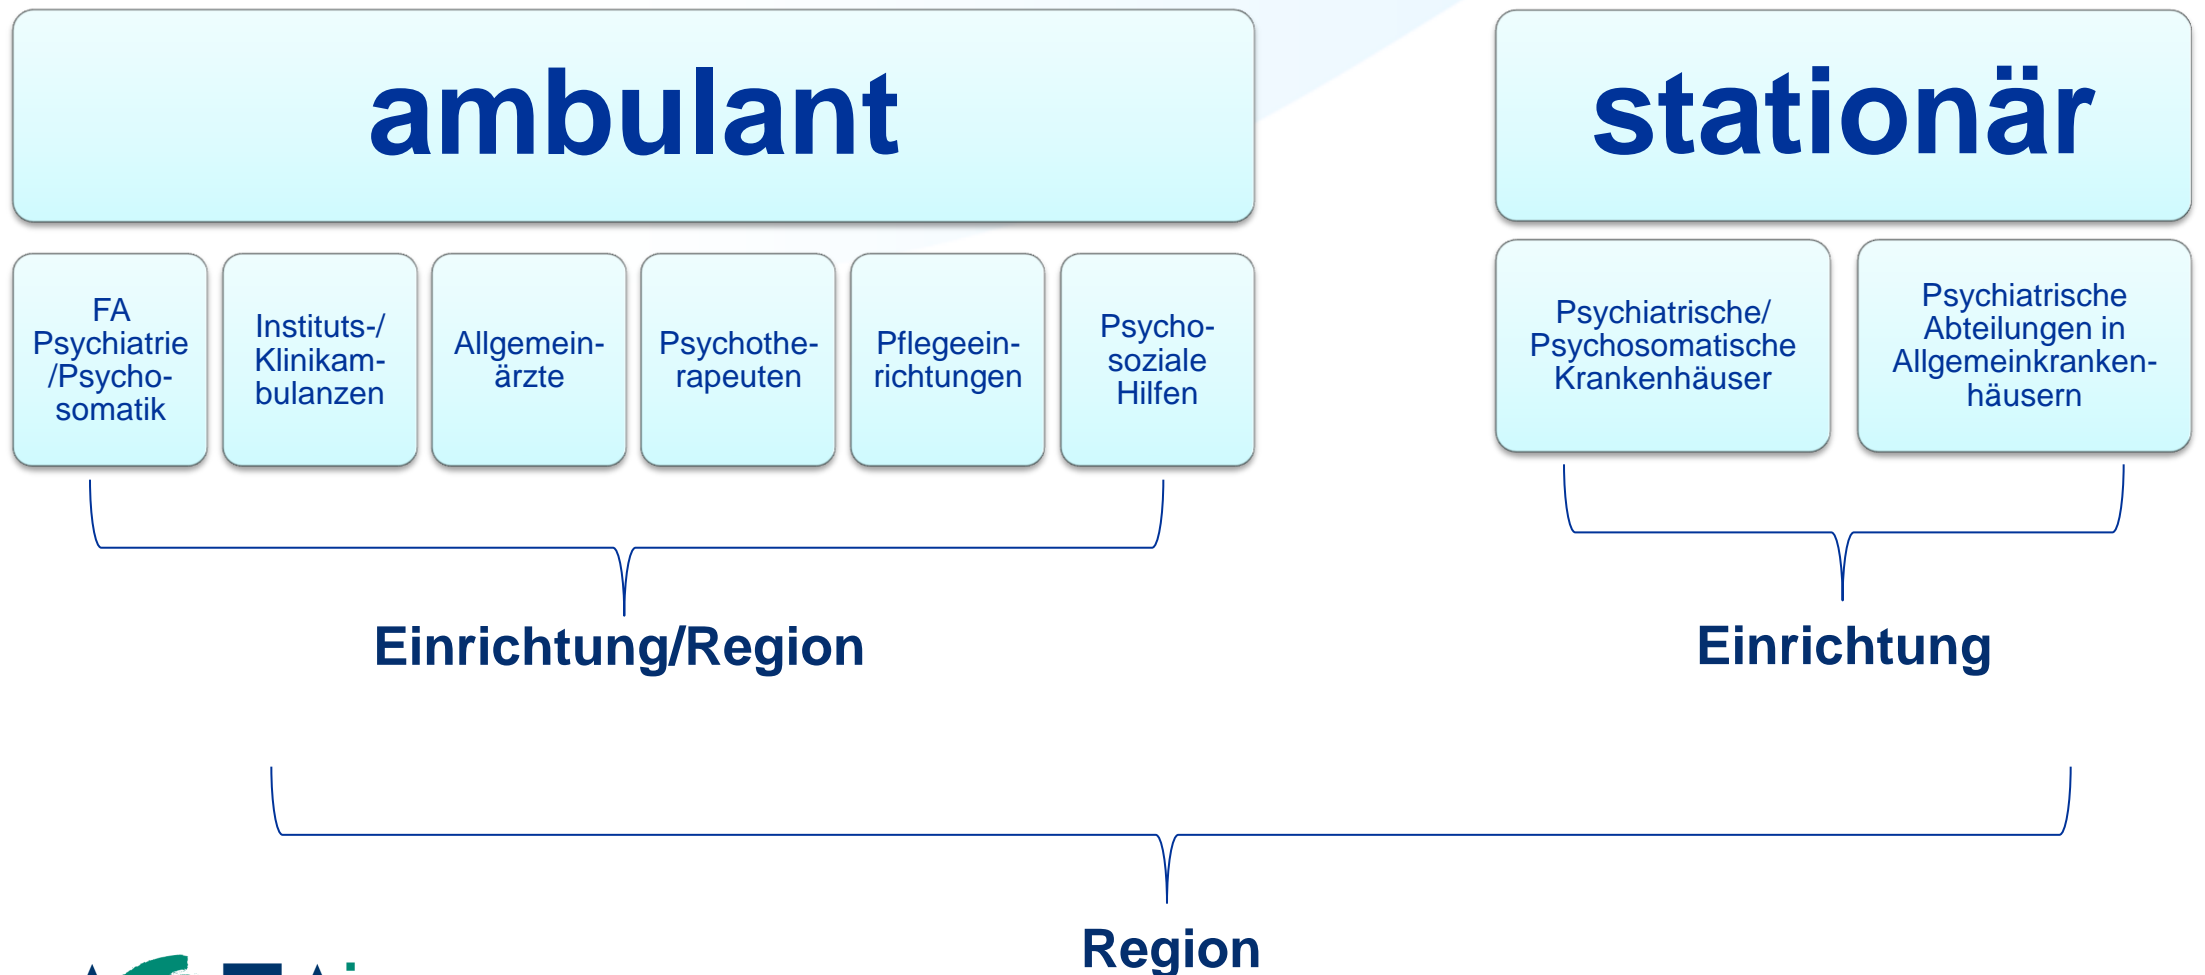 ambulant
stationär
FA
Psychiatrie
/Psycho-
somatik
Instituts-/
Klinikam-
bulanzen
Allgemein-
ärzte
Psychothe-
rapeuten
Pflegeein-
richtungen
Psycho-
soziale
Hilfen
Psychiatrische/
Psychosomatische
Krankenhäuser
Psychiatrische
Abteilungen in
Allgemeinkranken-
häusern
Einrichtung/Region
Einrichtung
Region